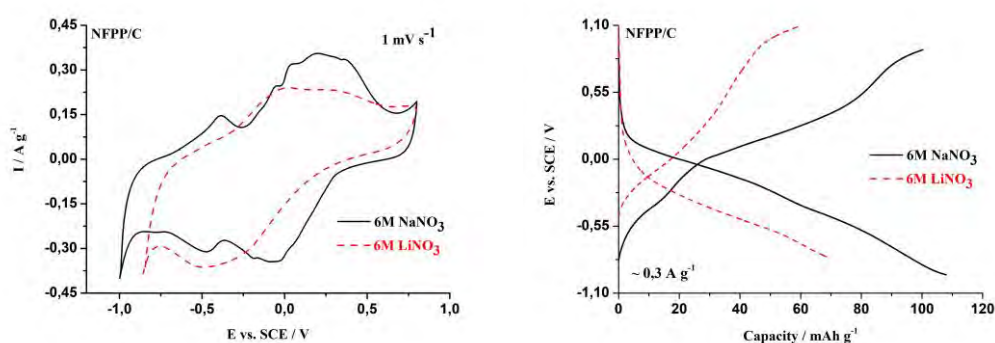 NFPP/C
1 mV s⁻¹
0,45
0,30
0,15
0,00
-0,15
-0,30
-0,45
I / A g⁻¹
6M NaNO₃
6M LiNO₃
-1,0
-0,5
0,0
0,5
1,0
E vs. SCE / V
NFPP/C
1,10
0,55
0,00
-0,55
-1,10
E vs. SCE / V
6M NaNO₃
6M LiNO₃
~ 0,3 A g⁻¹
0
20
40
60
80
100
120
Capacity / mAh g⁻¹